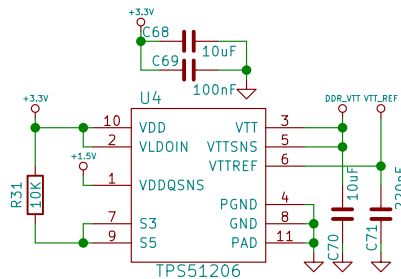 +3.3V
C68
10uF
C69
100nF
+3.3V
U4
DDR_VTT
VTT_REF
10
VDD
VTT
3
2
VLDOIN
VTTSNS
5
+1.5V
VTTREF
6
1
VDDQSNS
R31
10K
10uF
220nF
PGND
4
7
S3
GND
8
9
S5
PAD
11
C70
C71
TPS51206